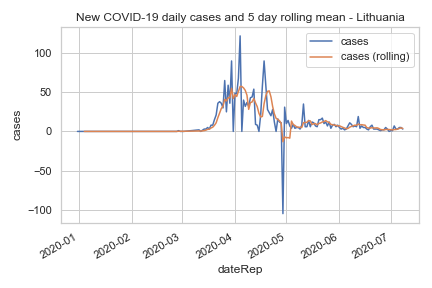 New COVID-19 daily cases and 5 day rolling mean - Lithuania
cases
cases (rolling)
100
50
0
−50
−100
cases
2020-01
2020-02
2020-03
2020-04
2020-05
2020-06
2020-07
dateRep